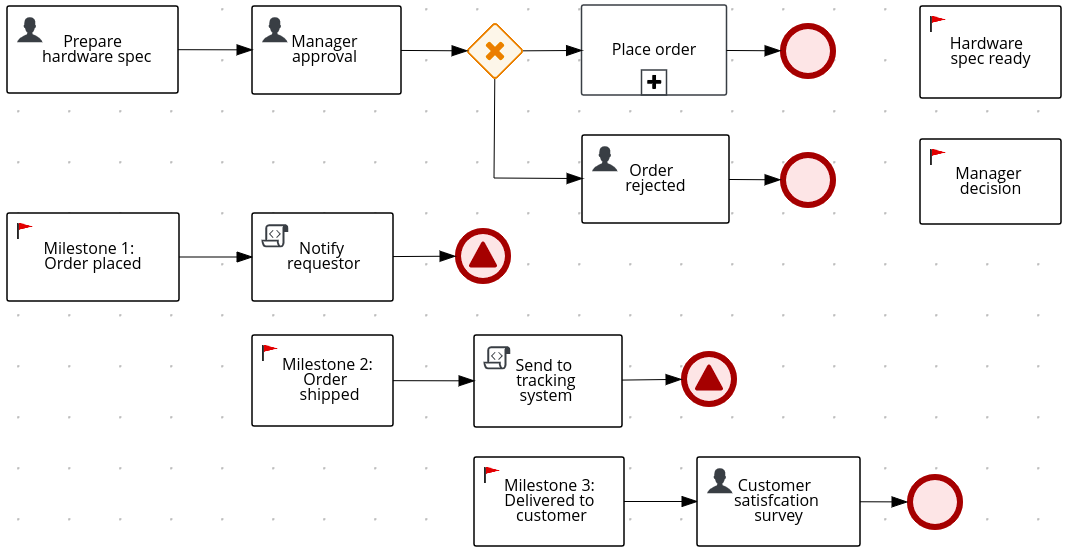 Prepare
hardware spec
Manager
approval
Place order
Hardware
spec ready
Order
rejected
Manager
decision
Milestone 1:
Order placed
Notify
requestor
Milestone 2:
Order
shipped
Send to
tracking
system
Milestone 3:
Delivered to
customer
Customer
satisfcation
survey